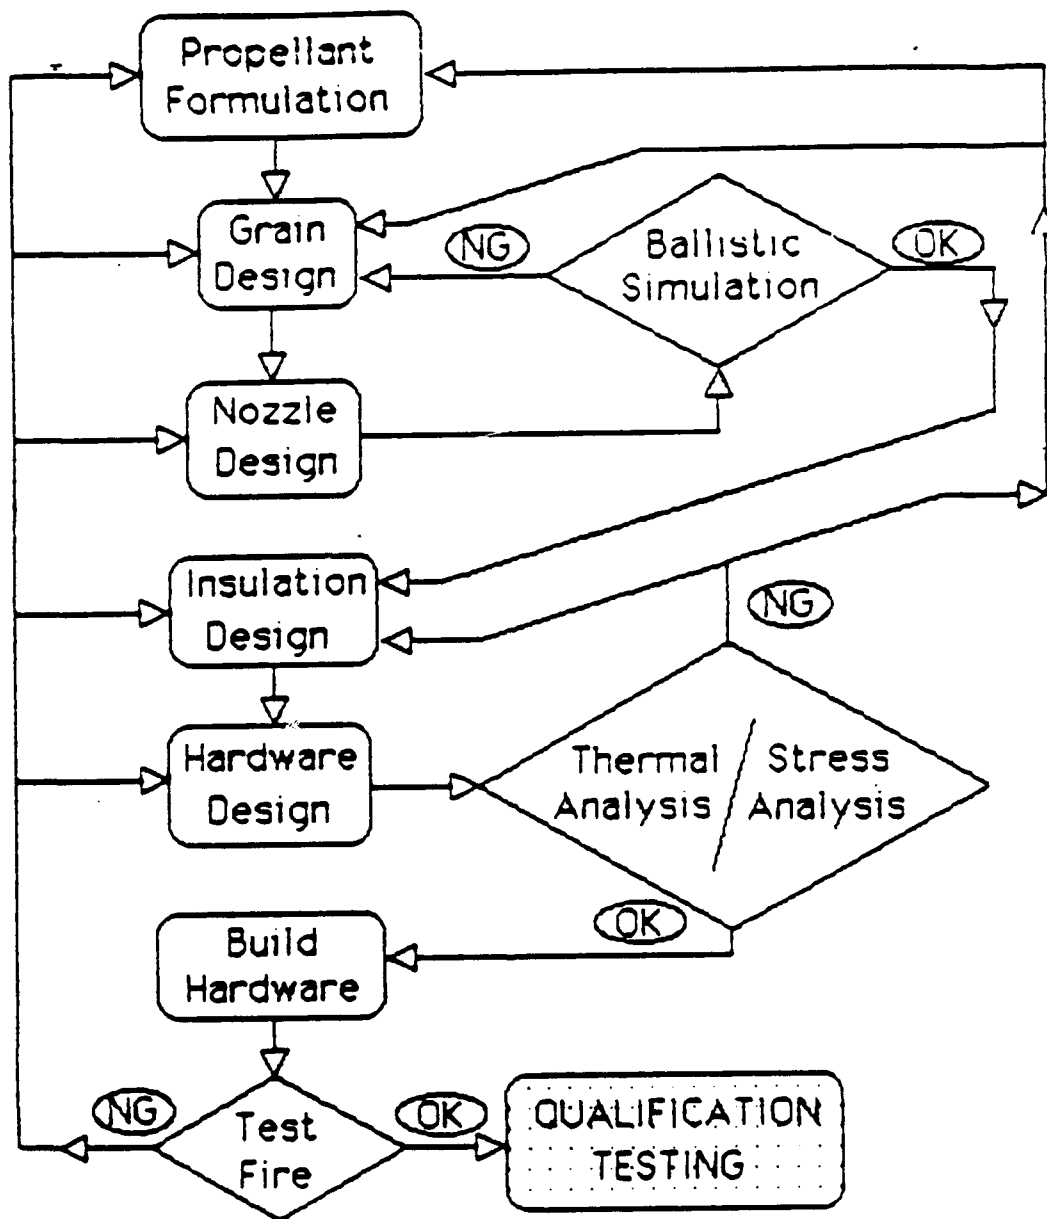 Propellant
Formulation
Grain
Design
NG
Ballistic
Simulation
OK
Nozzle
Design
Insulation
Design
NG
Hardware
Design
Thermal
Analysis
/
Stress
Analysis
OK
Build
Hardware
NG
Test
Fire
OK
QUALIFICATION
TESTING